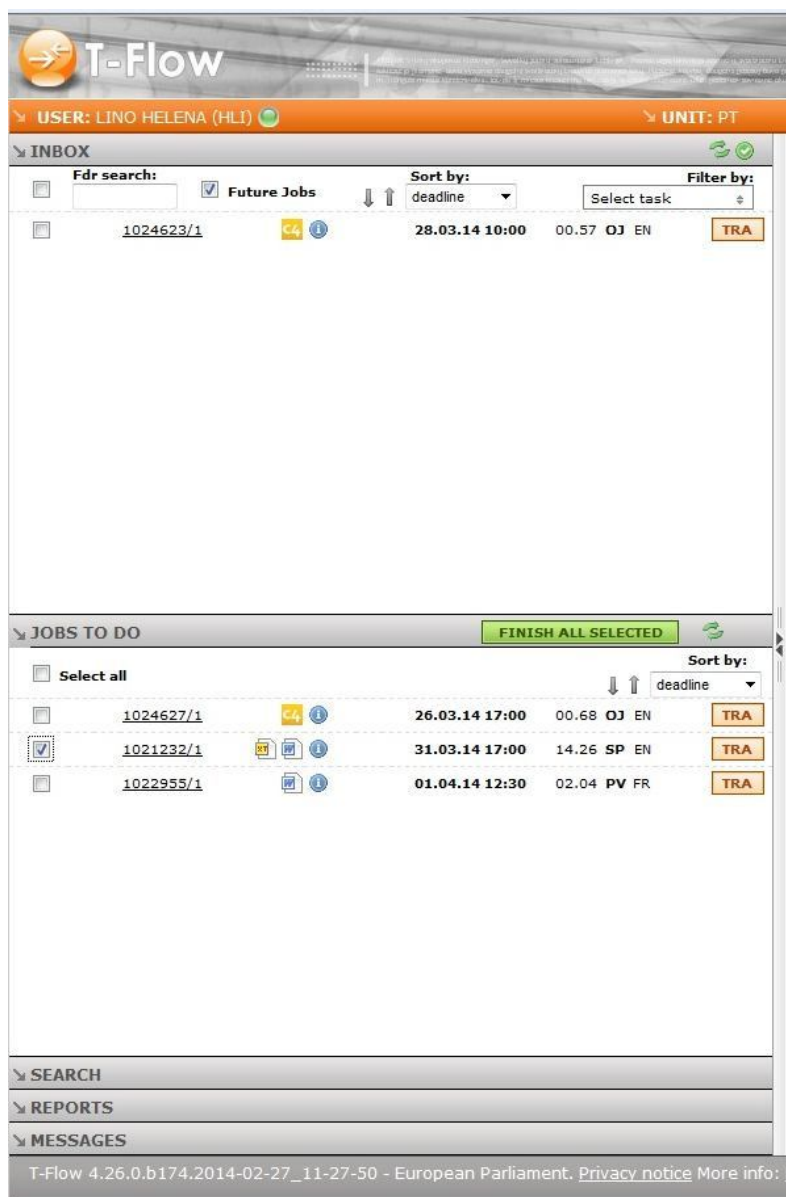 T-Flow
USER: LINO HELENA (HLI) UNIT: PT
INBOX
Fdr search: Future Jobs Sort by: deadline Filter by: Select task
1024623/1 C4 28.03.14 10:00 00.57 OJ EN TRA
JOBS TO DO FINISH ALL SELECTED
Select all Sort by: deadline
1024627/1 C4 26.03.14 17:00 00.68 OJ EN TRA
1021232/1 XT W 31.03.14 17:00 14.26 SP EN TRA
1022955/1 W 01.04.14 12:30 02.04 PV FR TRA
SEARCH
REPORTS
MESSAGES
T-Flow 4.26.0.b174.2014-02-27_11-27-50 - European Parliament. Privacy notice More info: